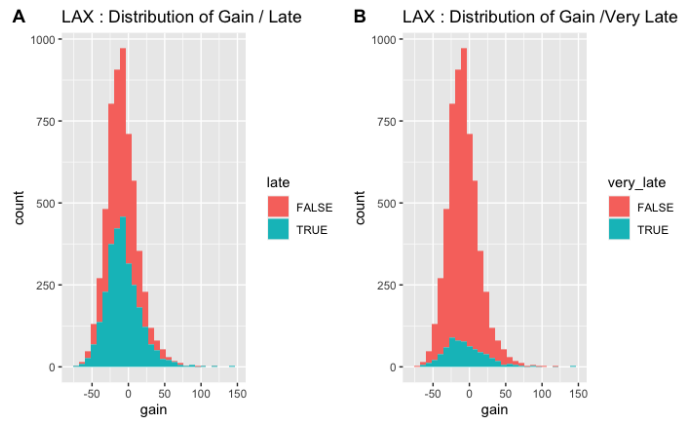 A
LAX : Distribution of Gain / Late
1000
750
500
250
0
count
-50
0
50
100
150
gain
late
FALSE
TRUE
B
LAX : Distribution of Gain /Very Late
1000
750
500
250
0
count
-50
0
50
100
150
gain
very_late
FALSE
TRUE